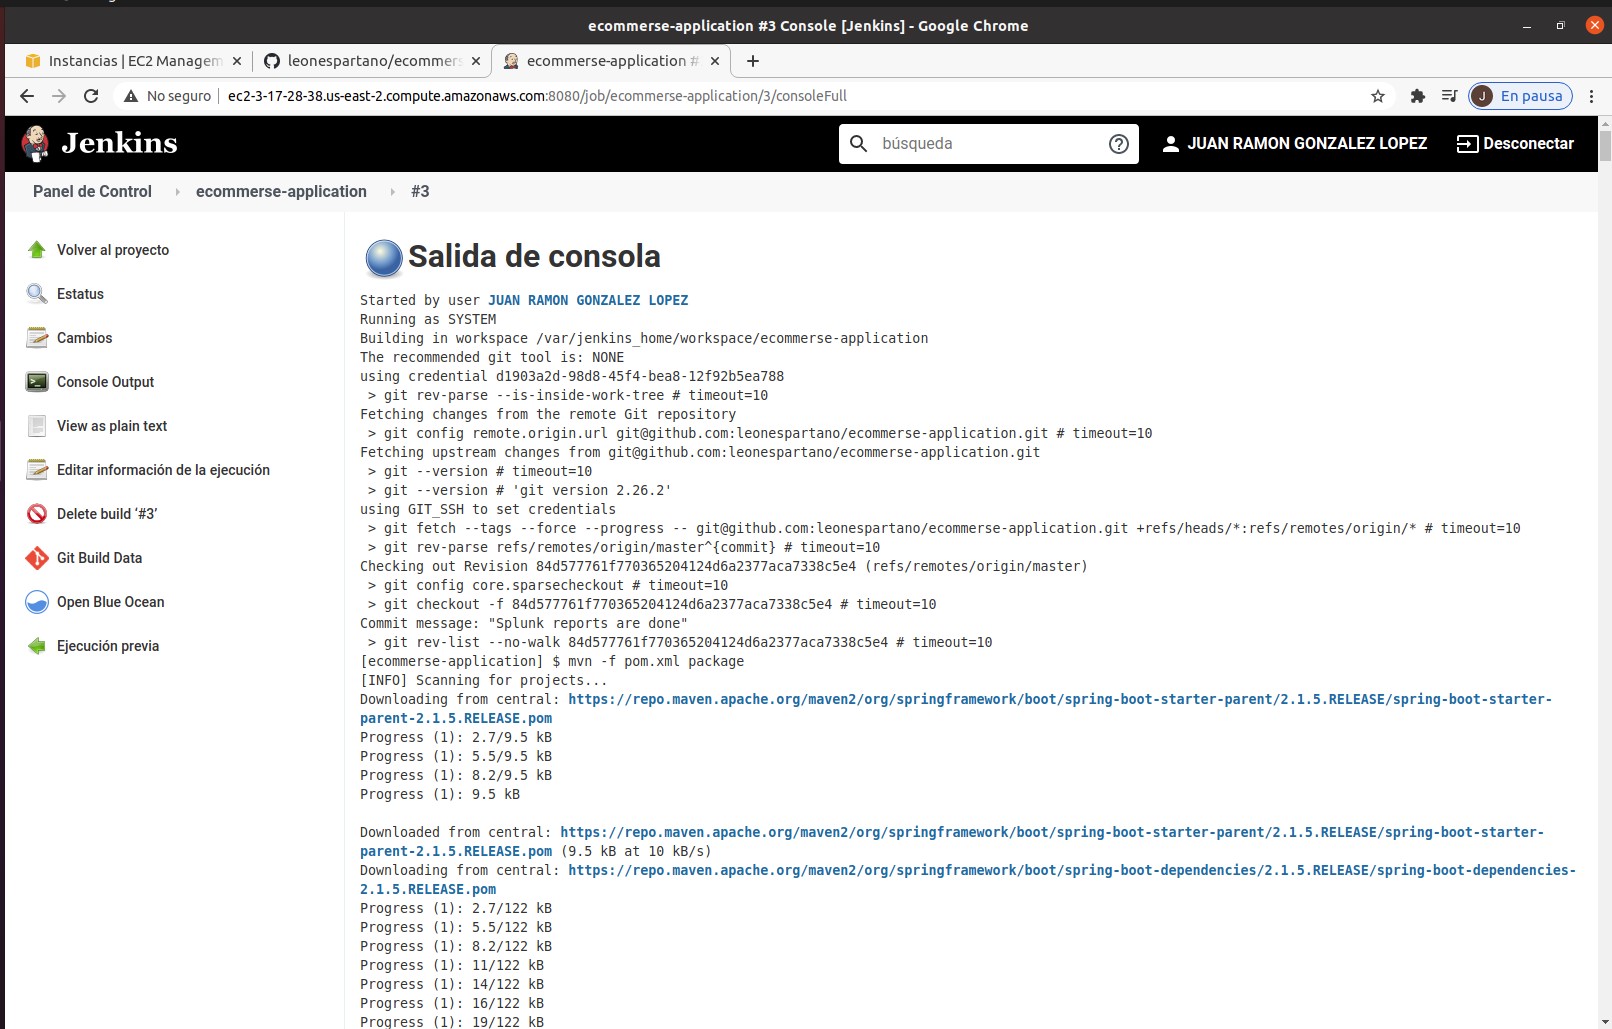 ecommerse-application #3 Console [Jenkins] - Google Chrome
Instancias | EC2 Managem
leonespartano/ecommers
ecommerse-application #
No seguro
ec2-3-17-28-38.us-east-2.compute.amazonaws.com:8080/job/ecommerse-application/3/consoleFull
J
En pausa
Jenkins
búsqueda
JUAN RAMON GONZALEZ LOPEZ
Desconectar
Panel de Control
ecommerse-application
#3
Volver al proyecto
Estatus
Cambios
Console Output
View as plain text
Editar información de la ejecución
Delete build ‘#3’
Git Build Data
Open Blue Ocean
Ejecución previa
Salida de consola
Started by user JUAN RAMON GONZALEZ LOPEZ
Running as SYSTEM
Building in workspace /var/jenkins_home/workspace/ecommerse-application
The recommended git tool is: NONE
using credential d1903a2d-98d8-45f4-bea8-12f92b5ea788
> git rev-parse --is-inside-work-tree # timeout=10
Fetching changes from the remote Git repository
> git config remote.origin.url git@github.com:leonespartano/ecommerse-application.git # timeout=10
Fetching upstream changes from git@github.com:leonespartano/ecommerse-application.git
> git --version # timeout=10
> git --version # 'git version 2.26.2'
using GIT_SSH to set credentials
> git fetch --tags --force --progress -- git@github.com:leonespartano/ecommerse-application.git +refs/heads/*:refs/remotes/origin/* # timeout=10
> git rev-parse refs/remotes/origin/master^{commit} # timeout=10
Checking out Revision 84d577761f770365204124d6a2377aca7338c5e4 (refs/remotes/origin/master)
> git config core.sparsecheckout # timeout=10
> git checkout -f 84d577761f770365204124d6a2377aca7338c5e4 # timeout=10
Commit message: "Splunk reports are done"
> git rev-list --no-walk 84d577761f770365204124d6a2377aca7338c5e4 # timeout=10
[ecommerse-application] $ mvn -f pom.xml package
[INFO] Scanning for projects...
Downloading from central: https://repo.maven.apache.org/maven2/org/springframework/boot/spring-boot-starter-parent/2.1.5.RELEASE/spring-boot-starter-
parent-2.1.5.RELEASE.pom
Progress (1): 2.7/9.5 kB
Progress (1): 5.5/9.5 kB
Progress (1): 8.2/9.5 kB
Progress (1): 9.5 kB
Downloaded from central: https://repo.maven.apache.org/maven2/org/springframework/boot/spring-boot-starter-parent/2.1.5.RELEASE/spring-boot-starter-
parent-2.1.5.RELEASE.pom (9.5 kB at 10 kB/s)
Downloading from central: https://repo.maven.apache.org/maven2/org/springframework/boot/spring-boot-dependencies/2.1.5.RELEASE/spring-boot-dependencies-
2.1.5.RELEASE.pom
Progress (1): 2.7/122 kB
Progress (1): 5.5/122 kB
Progress (1): 8.2/122 kB
Progress (1): 11/122 kB
Progress (1): 14/122 kB
Progress (1): 16/122 kB
Progress (1): 19/122 kB